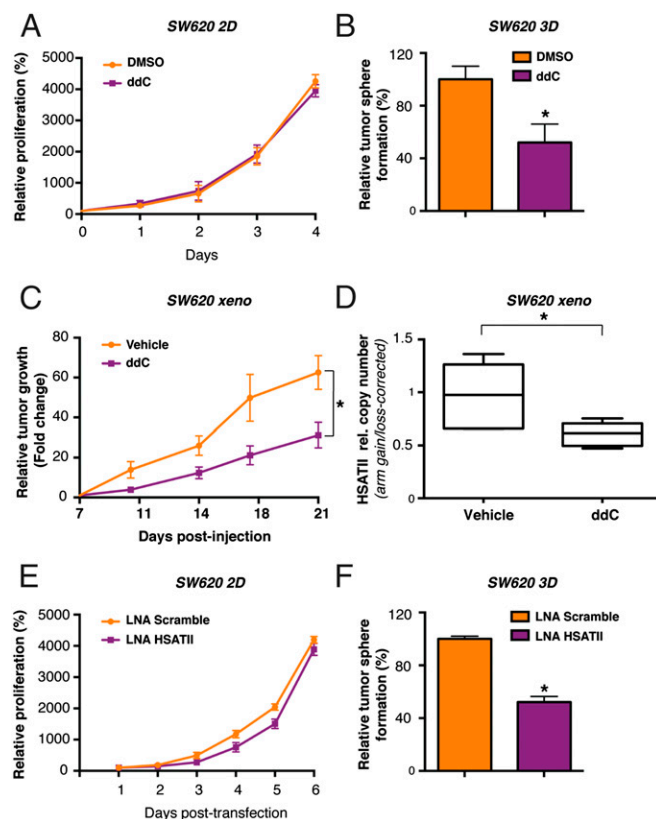 A
SW620 2D
Relative proliferation (%)
5000
4000
3000
2000
1000
0
DMSO
ddC
0 1 2 3 4
Days
B
SW620 3D
Relative tumor sphere
formation (%)
120
80
40
0
DMSO
ddC
*
C
SW620 xeno
Relative tumor growth
(Fold change)
80
60
40
20
0
Vehicle
ddC
*
7 11 14 18 21
Days post-injection
D
SW620 xeno
HSATII rel. copy number
(arm gain/loss-corrected)
1.5
1
0.5
0
*
Vehicle ddC
E
SW620 2D
Relative proliferation (%)
5000
4000
3000
2000
1000
0
LNA Scramble
LNA HSATII
1 2 3 4 5 6
Days post-transfection
F
SW620 3D
Relative tumor sphere
formation (%)
120
80
40
0
LNA Scramble
LNA HSATII
*